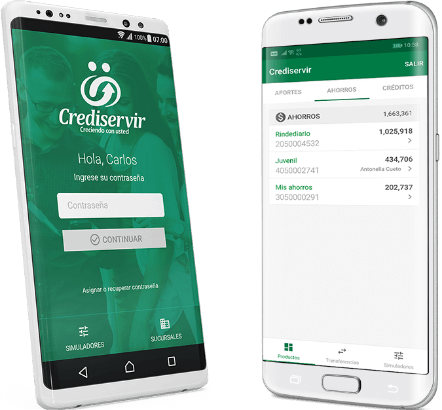 100% 07:00
Crediservir
Creciendo con usted
Hola, Carlos
Ingrese su contraseña
Contraseña
CONTINUAR
Asignar o recuperar contraseña
SIMULADORES
SUCURSALES
80% 10:58
Crediservir
SALIR
APORTES
AHORROS
CRÉDITOS
AHORROS 1,663,361
Rindediario 1,025,918
2050004532
Juvenil 434,706
4050002741 Antonella Cueto
Mis ahorros 202,737
3050000291
Productos
Transferencias
Simuladores